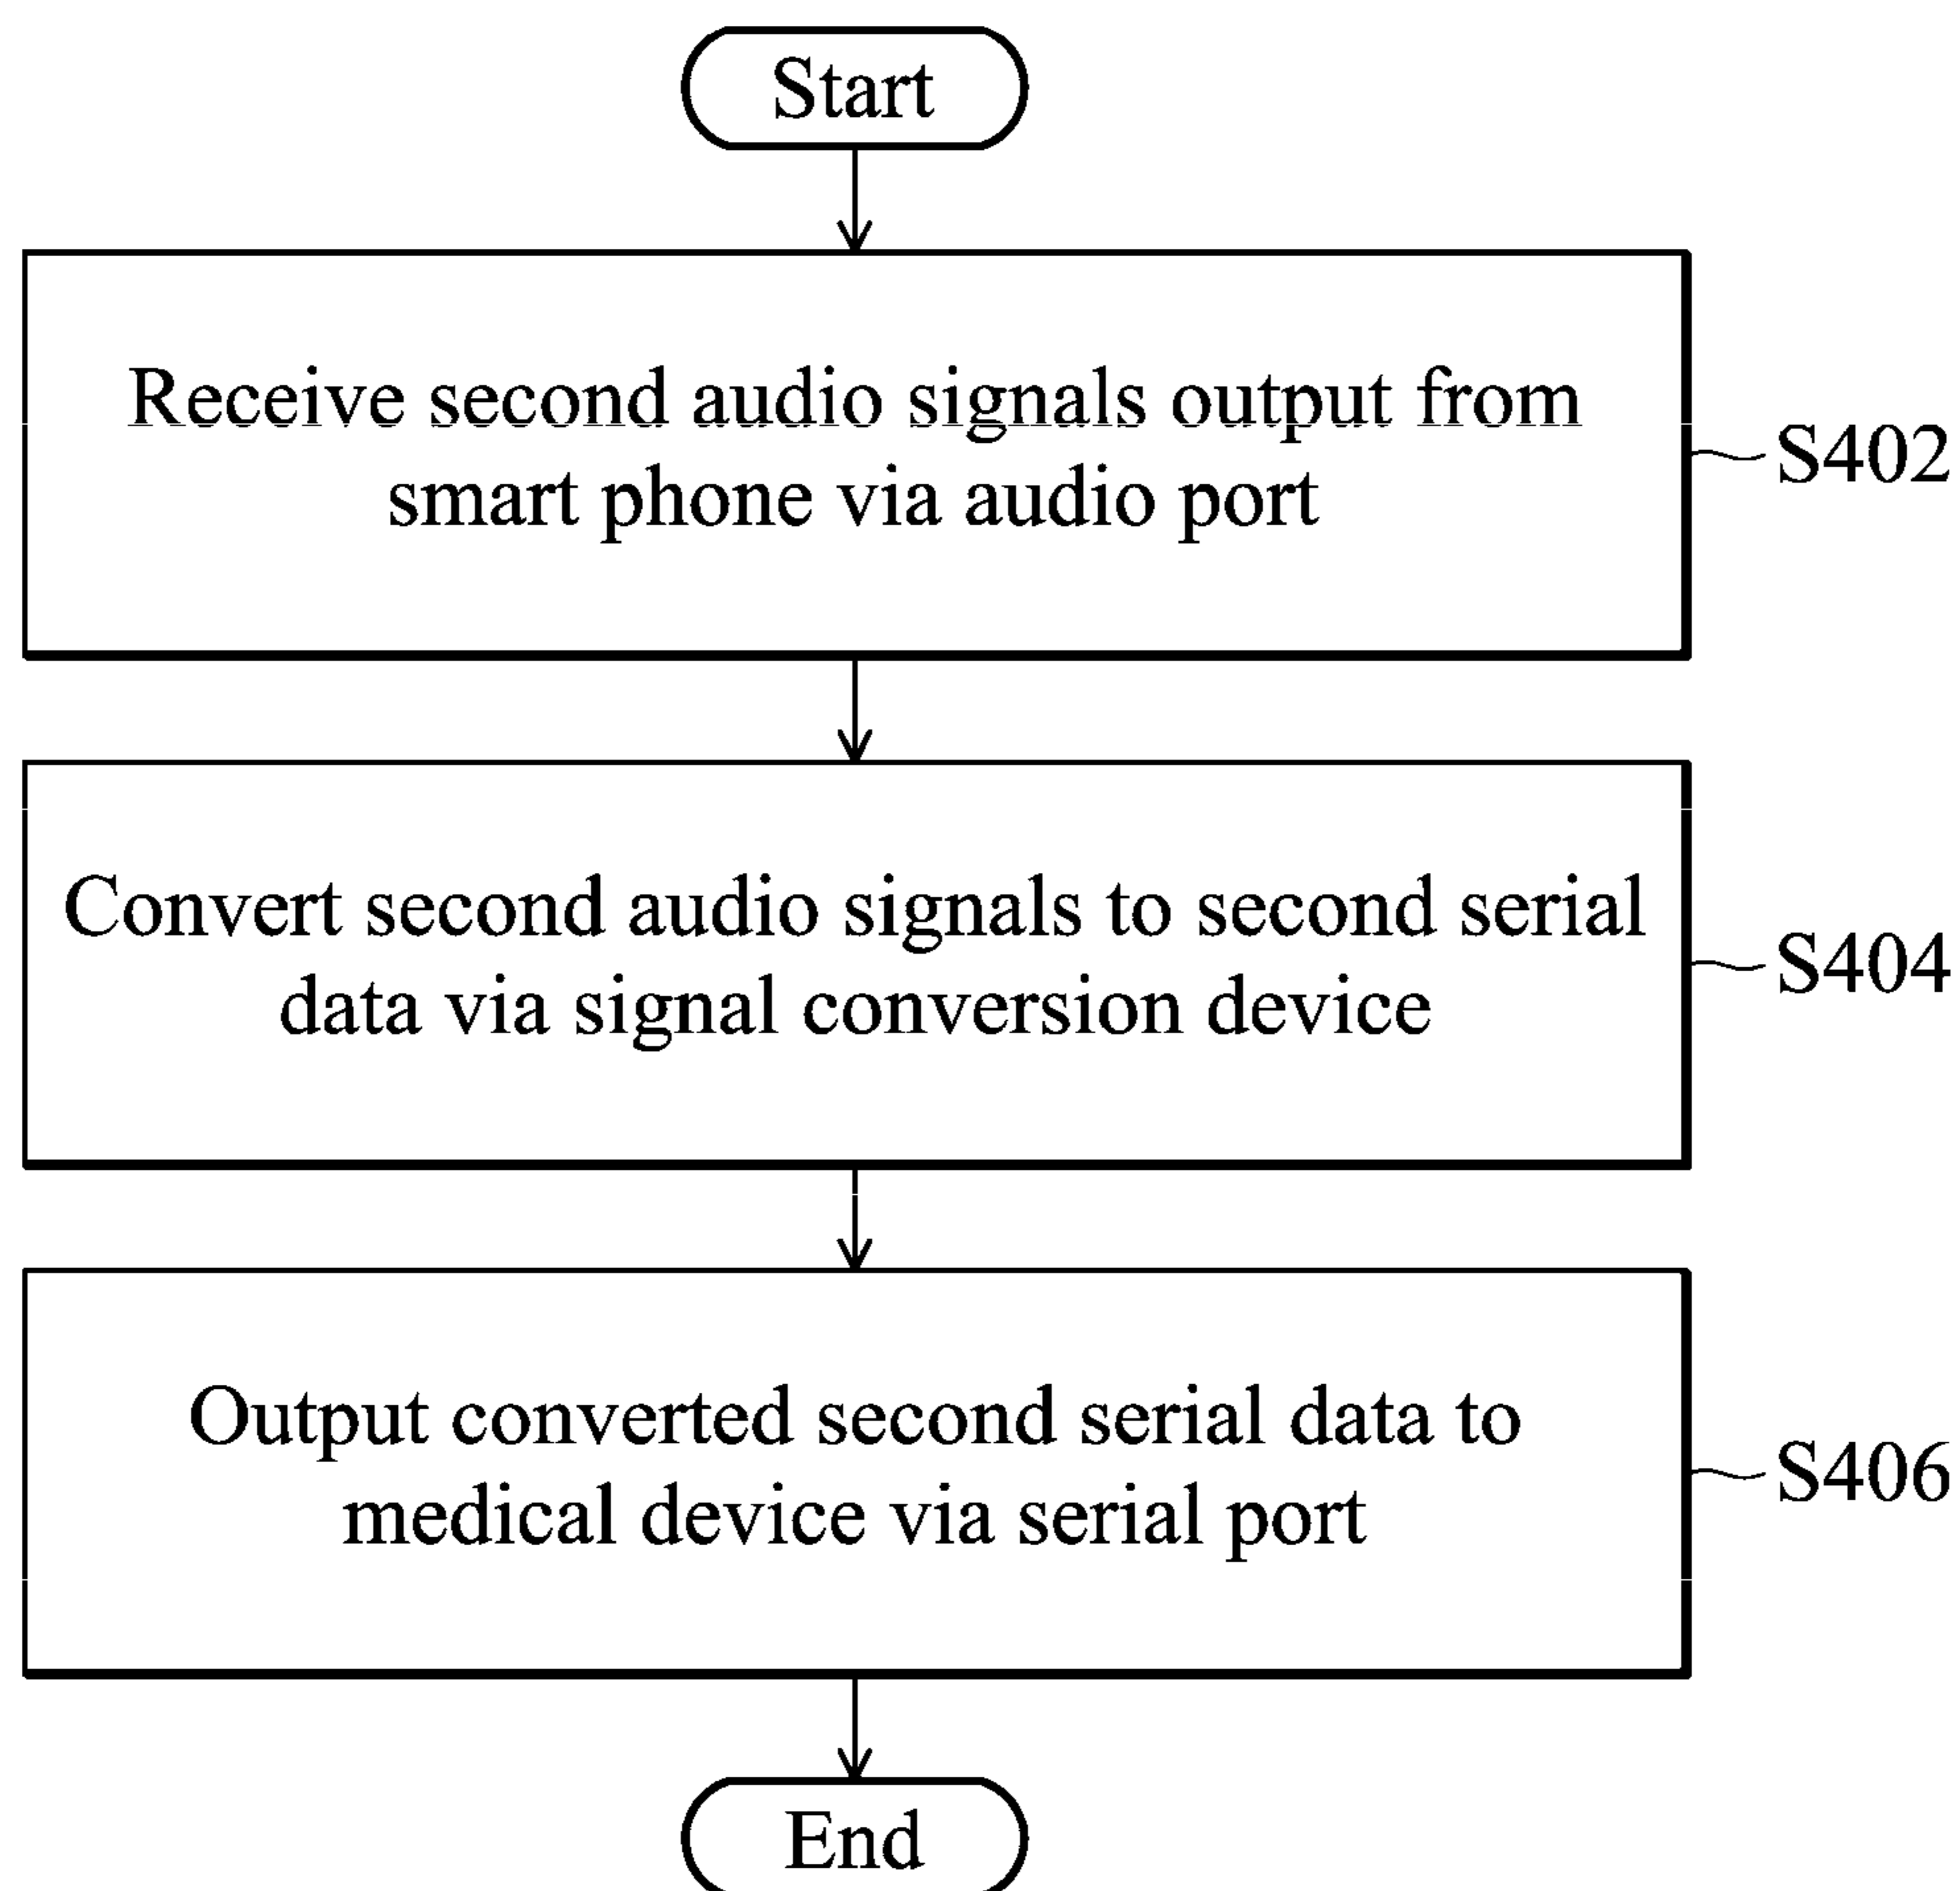 Start
Receive second audio signals output from
smart phone via audio port
S402
Convert second audio signals to second serial
data via signal conversion device
S404
Output converted second serial data to
medical device via serial port
S406
End